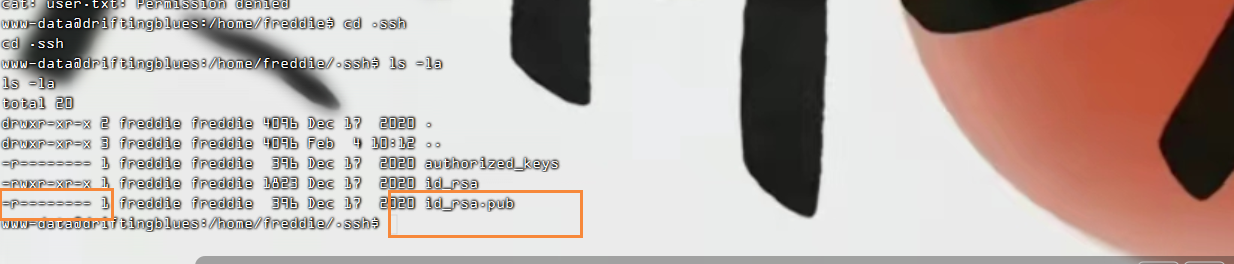 cat: user.txt: Permission denied
www-data@driftingblues:/home/freddie# cd .ssh
cd .ssh
www-data@driftingblues:/home/freddie/.ssh# ls -la
ls -la
total 20
drwxr-xr-x 2 freddie freddie 4096 Dec 17  2020 .
drwxr-xr-x 3 freddie freddie 4096 Feb  4 10:12 ..
-r-------- 1 freddie freddie  396 Dec 17  2020 authorized_keys
-rwxr-xr-x 1 freddie freddie 1823 Dec 17  2020 id_rsa
-r-------- 1 freddie freddie  396 Dec 17  2020 id_rsa.pub
www-data@driftingblues:/home/freddie/.ssh#